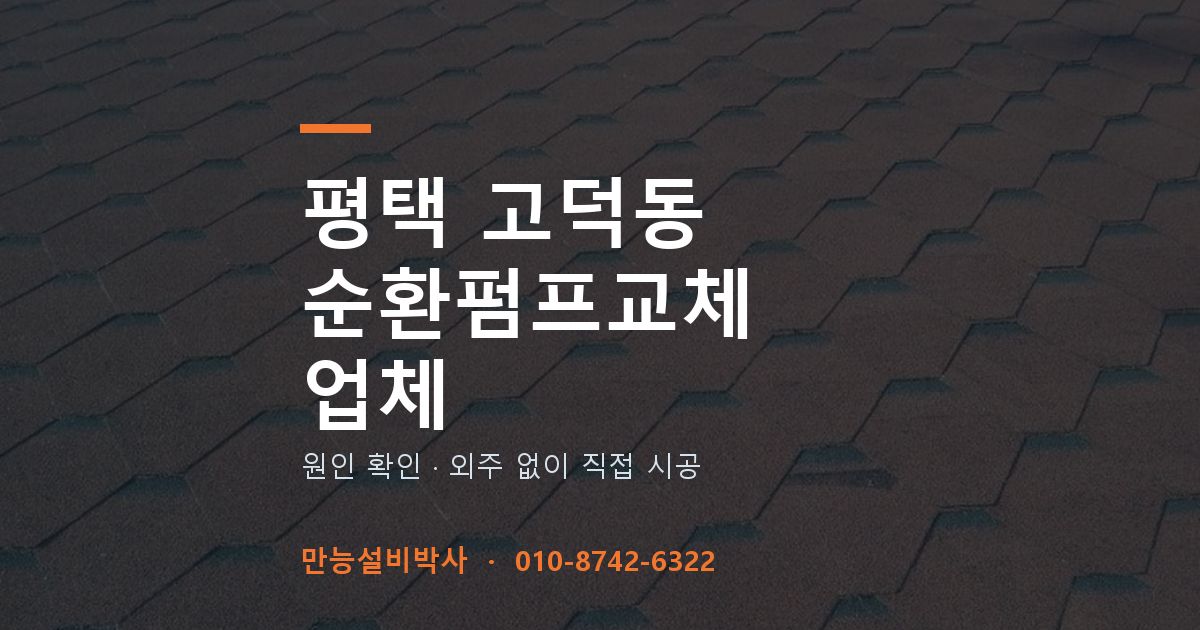 평택 고덕동
순환펌프교체
업체
원인 확인 · 외주 없이 직접 시공
만능설비박사 · 010-8742-6322